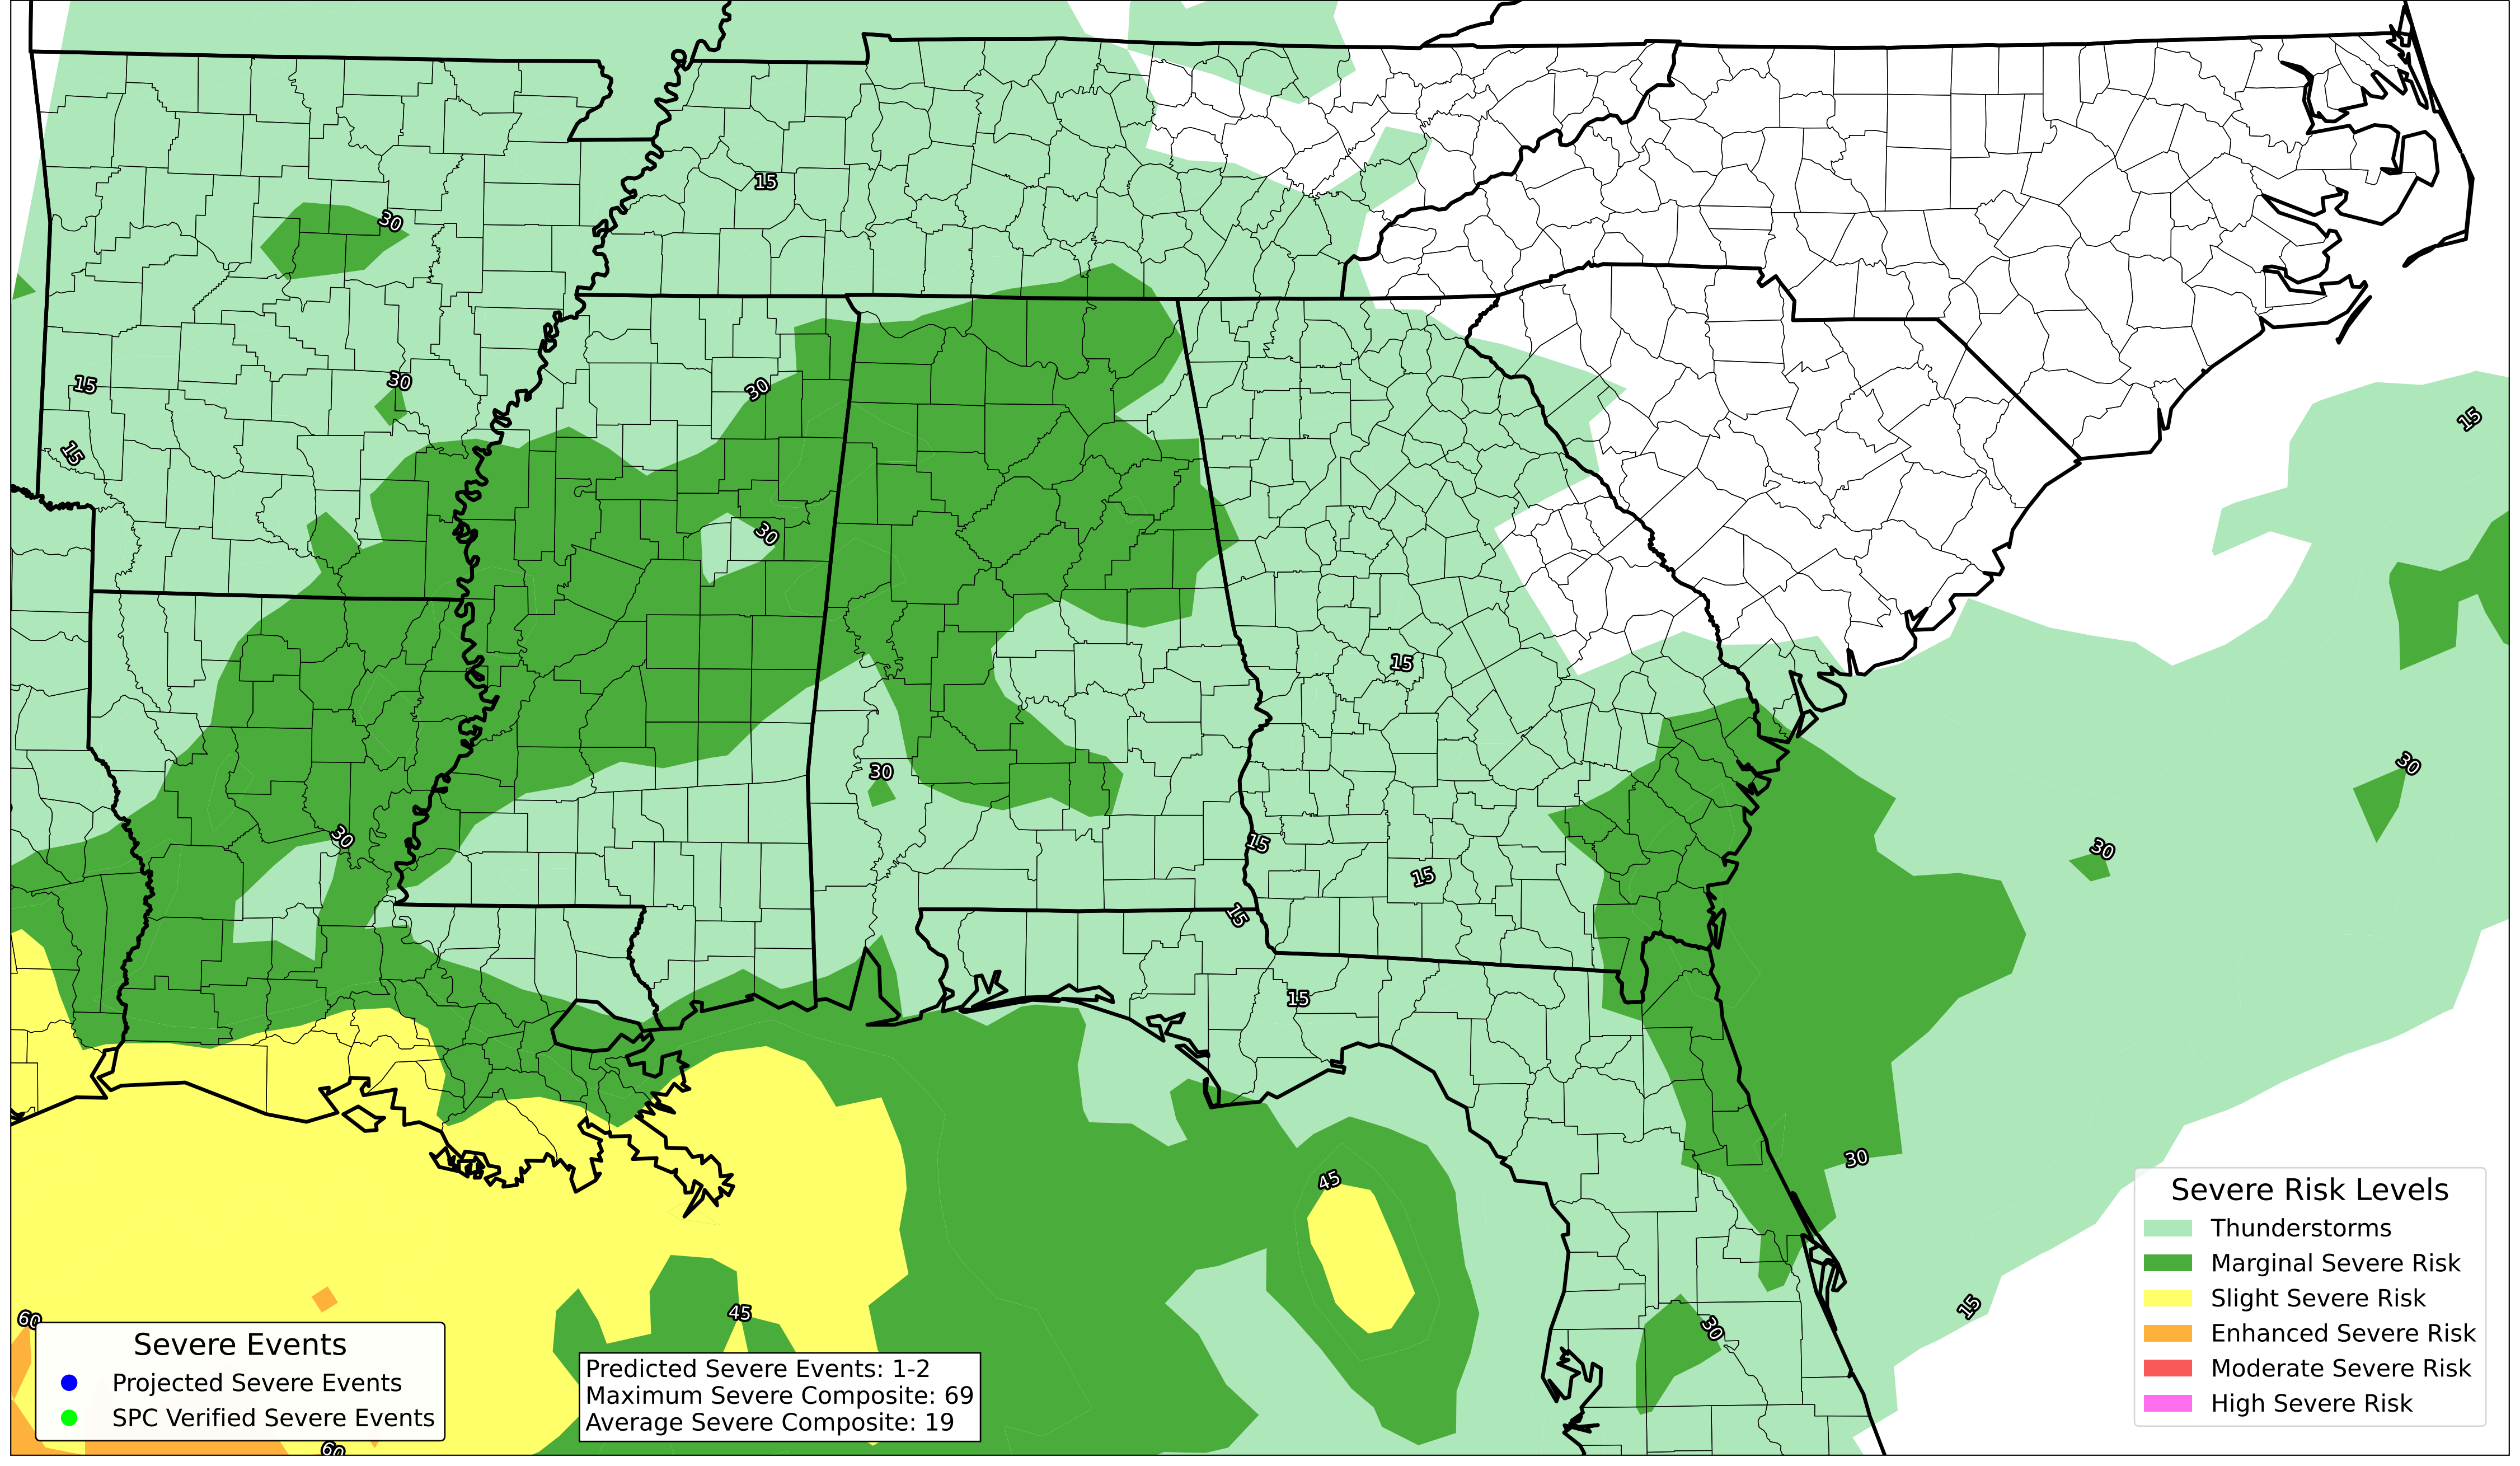 15
30
15
30
30
15
15
30
15
30
30
15
30
30
15
15
15
30
45
30
60
45
30
15
60
Severe Events
Projected Severe Events
SPC Verified Severe Events
Predicted Severe Events: 1-2
Maximum Severe Composite: 69
Average Severe Composite: 19
Severe Risk Levels
Thunderstorms
Marginal Severe Risk
Slight Severe Risk
Enhanced Severe Risk
Moderate Severe Risk
High Severe Risk